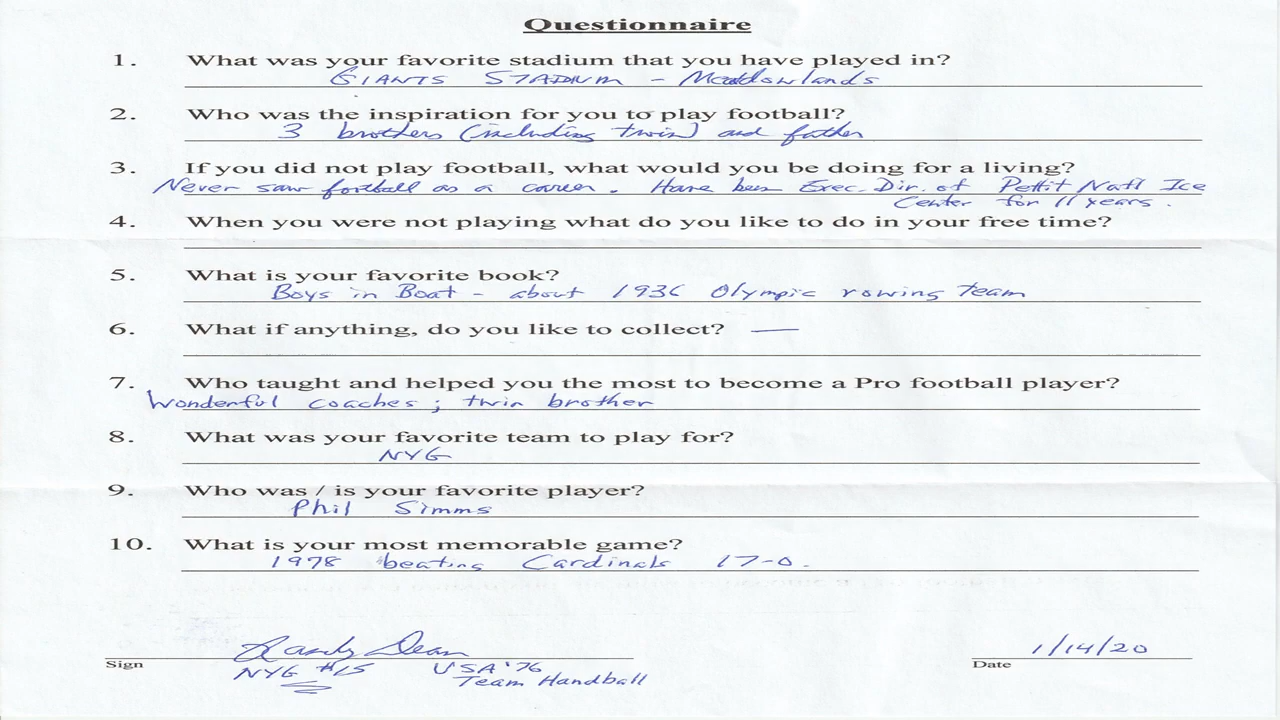 Questionnaire
1. What was your favorite stadium that you have played in?
GIANTS STADIUM - Meadowlands
2. Who was the inspiration for you to play football?
3 brothers (including twin) and father
3. If you did not play football, what would you be doing for a living?
Never saw football as a career. Have been Exec. Dir. of Pettit Nat'l Ice
Center for 11 years.
4. When you were not playing what do you like to do in your free time?
5. What is your favorite book?
Boys in Boat - about 1936 Olympic rowing team
6. What if anything, do you like to collect? —
7. Who taught and helped you the most to become a Pro football player?
Wonderful coaches; twin brother
8. What was your favorite team to play for?
NYG
9. Who was / is your favorite player?
Phil Simms
10. What is your most memorable game?
1978 beating Cardinals 17-0.
Randy Dean 1/14/20
Sign Date
NYG #15 USA '76
Team Handball